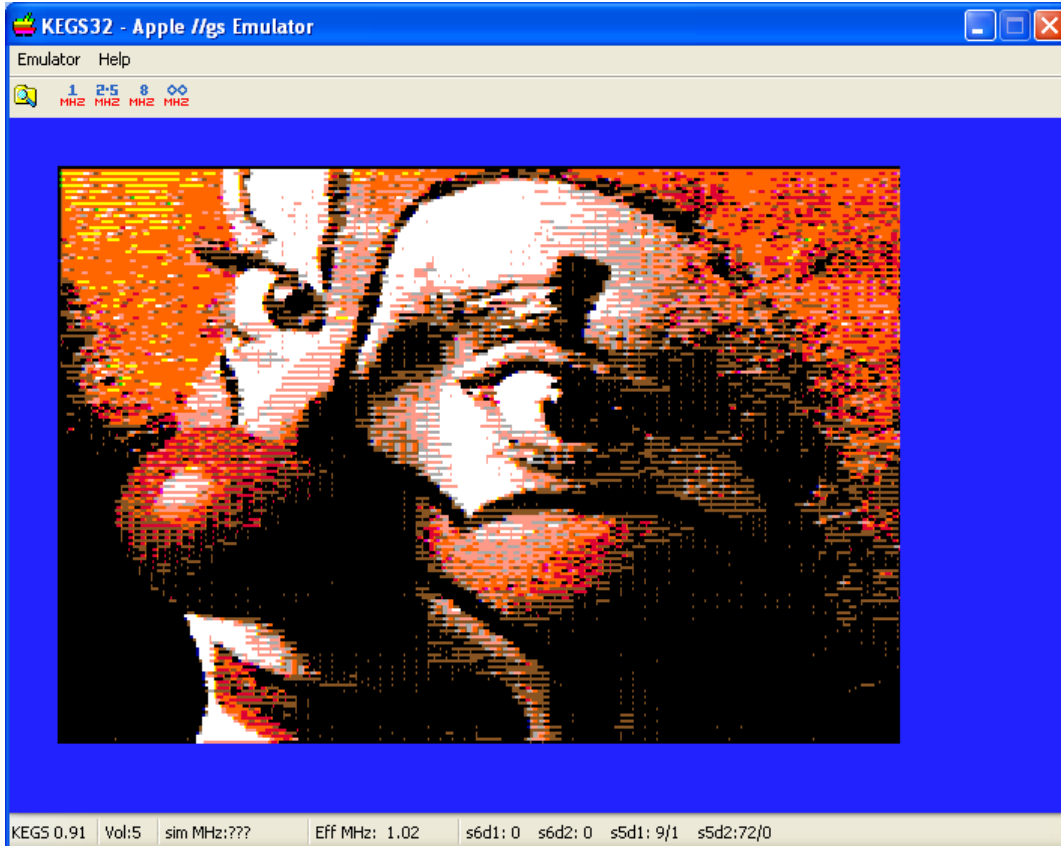 KEGS32 - Apple //gs Emulator
Emulator Help
1 MHZ 2·5 MHZ 8 MHZ ∞ MHZ
KEGS 0.91 Vol:5 sim MHz:??? Eff MHz: 1.02 s6d1: 0 s6d2: 0 s5d1: 9/1 s5d2:72/0